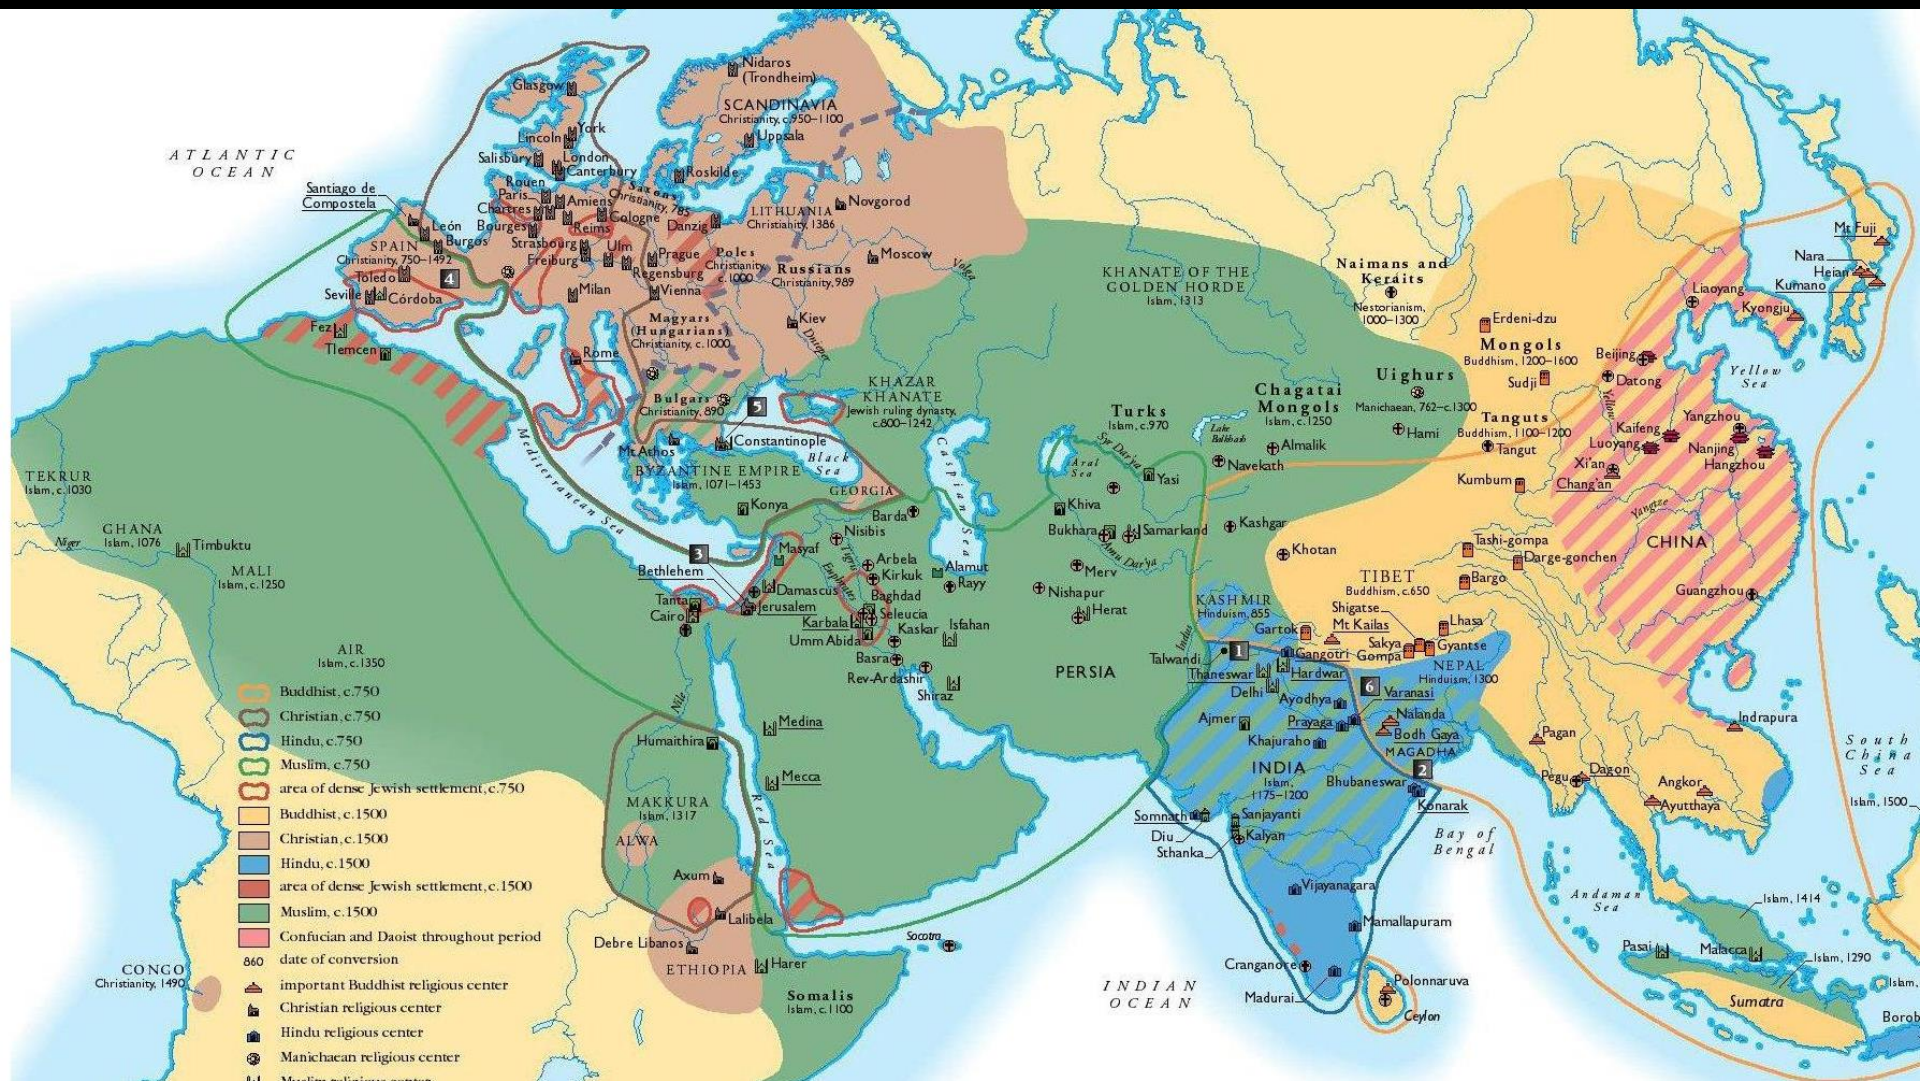 Nidaros
(Trondheim)
Glasgow
SCANDINAVIA
Christianity, c.950–1100
Uppsala
York
Lincoln
Salisbury
London
Canterbury
Roskilde
ATLANTIC
OCEAN
Santiago de
Compostela
Rouen
Paris
Chartres
Amiens
Saxons
Christianity, 785
Cologne
Bourges
Reims
Danzig
LITHUANIA
Christianity, 1386
Novgorod
León
Burgos
SPAIN
Christianity, 750–1492
Toledo
4
Seville
Córdoba
Strasbourg
Freiburg
Ulm
Regensburg
Prague
Poles
Christianity
c.1000
Russians
Christianity, 989
Moscow
Volga
Milan
Vienna
Magyars
(Hungarians)
Christianity, c.1000
Kiev
Dnieper
Fez
Tlemcen
Rome
Bulgars
Christianity, 890
5
KHAZAR
KHANATE
Jewish ruling dynasty,
c.800–1242
Mt Athos
Constantinople
Black
Sea
BYZANTINE EMPIRE
Islam, 1071–1453
Mediterranean Sea
GEORGIA
Caspian Sea
KHANATE OF THE
GOLDEN HORDE
Islam, 1313
Naimans and
Keraits
Nestorianism,
1000–1300
Turks
Islam, c.970
Chagatai
Mongols
Islam, c.1250
Uighurs
Manichaean, 762–c.1300
Lake
Balkhash
Almalik
Hami
Navekath
Aral
Sea
Syr Dar'ya
Yasi
Khiva
Bukhara
Samarkand
Amu Dar'ya
Kashgar
Khotan
Merv
Nishapur
Herat
Erdeni-dzu
Mongols
Buddhism, 1200–1600
Sudji
Tanguts
Buddhism, 1100–1200
Tangut
Kumbum
Mt Fuji
Nara
Heian
Kumano
Liaoyang
Kyongju
Beijing
Datong
Yellow
Yellow
Sea
Yangzhou
Kaifeng
Luoyang
Nanjing
Hangzhou
Xi'an
Chang'an
Yangtze
CHINA
Guangzhou
Tashi-gompa
Darge-gonchen
TIBET
Buddhism, c.650
Bargo
Shigatse
Mt Kailas
Lhasa
Gartok
Sakya
Gompa
Gyantse
KASHMIR
Hinduism, 855
Indus
Talwandi
1
Gangotri
Thaneswar
Hardwar
NEPAL
Hinduism, 1300
Delhi
Ayodhya
6
Varanasi
Ajmer
Prayaga
Nalanda
Bodh Gaya
Khajuraho
MAGADHA
INDIA
Islam,
1175–1200
Bhubaneswar
2
Konarak
Somnath
Diu
Sthanka
Sanjayanti
Kalyan
Bay of
Bengal
Vijayanagara
Mamallapuram
Cranganore
Madurai
Polonnaruva
Ceylon
INDIAN
OCEAN
Pagan
Pegu
Dagon
Angkor
Ayutthaya
Indrapura
South
China
Sea
Islam, 1500
Andaman
Sea
Islam, 1414
Pasai
Malacca
Islam, 1290
Islam,
Sumatra
Borob
TEKRUR
Islam, c.1030
GHANA
Islam, 1076
Niger
Timbuktu
MALI
Islam, c.1250
AIR
Islam, c.1350
Konya
Barda
Nisibis
3
Masyaf
Tigris
Euphrates
Arbela
Kirkuk
Alamut
Rayy
Bethlehem
Damascus
Baghdad
Tanta
Jerusalem
Karbala
Seleucia
Cairo
Umm Abida
Kaskar
Isfahan
Basra
Rev-Ardashir
Shiraz
PERSIA
Nile
Medina
Humaithira
Mecca
Red Sea
MAKKURA
Islam, 1317
ALWA
Axum
Lalibela
Debre Libanos
ETHIOPIA
Harer
Somalis
Islam, c.1100
Socotra
CONGO
Christianity, 1490
Buddhist, c.750
Christian, c.750
Hindu, c.750
Muslim, c.750
area of dense Jewish settlement, c.750
Buddhist, c.1500
Christian, c.1500
Hindu, c.1500
area of dense Jewish settlement, c.1500
Muslim, c.1500
Confucian and Daoist throughout period
860 date of conversion
important Buddhist religious center
Christian religious center
Hindu religious center
Manichaean religious center